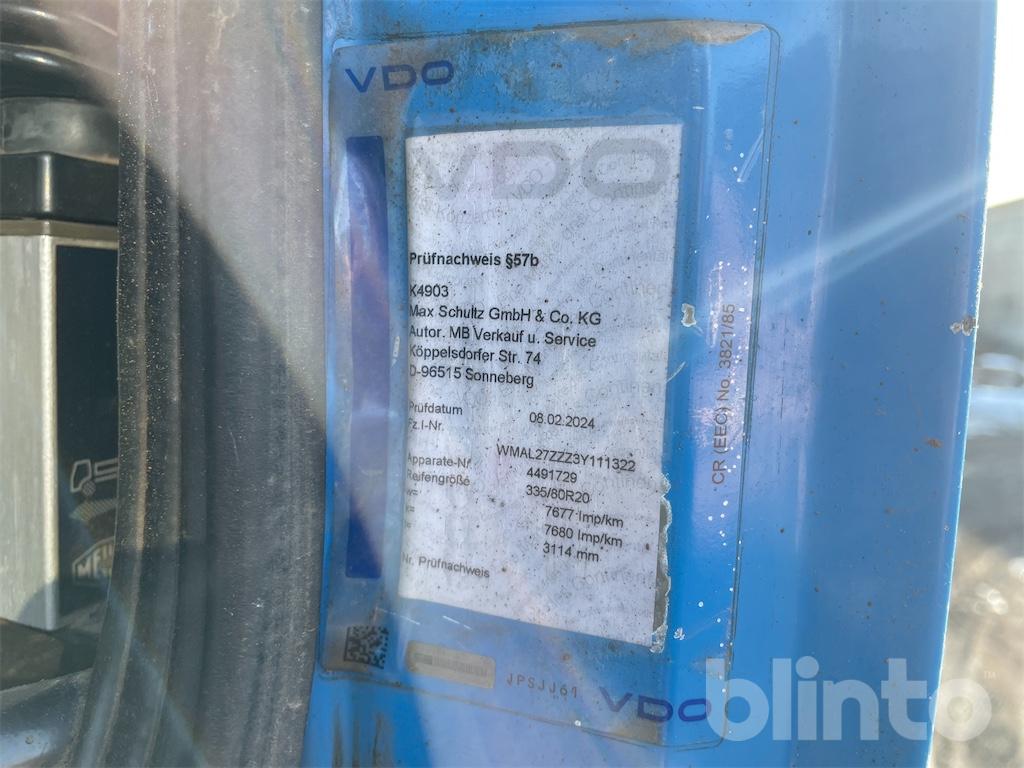 VDO
VDO
Prüfnachweis §57b
K4903
Max Schultz GmbH & Co. KG
Autor. MB Verkauf u. Service
Köppelsdorfer Str. 74
D-96515 Sonneberg
Prüfdatum 08.02.2024
Fz.I-Nr. WMAL27ZZZ3Y111322
Apparate-Nr 4491729
Reifengröße 335/80R20
w= 7677 Imp/km
k= 7680 Imp/km
l= 3114 mm
Nr. Prüfnachweis
CR (EEC) No. 3821/85
JPSJJ61
VDO
blinto™